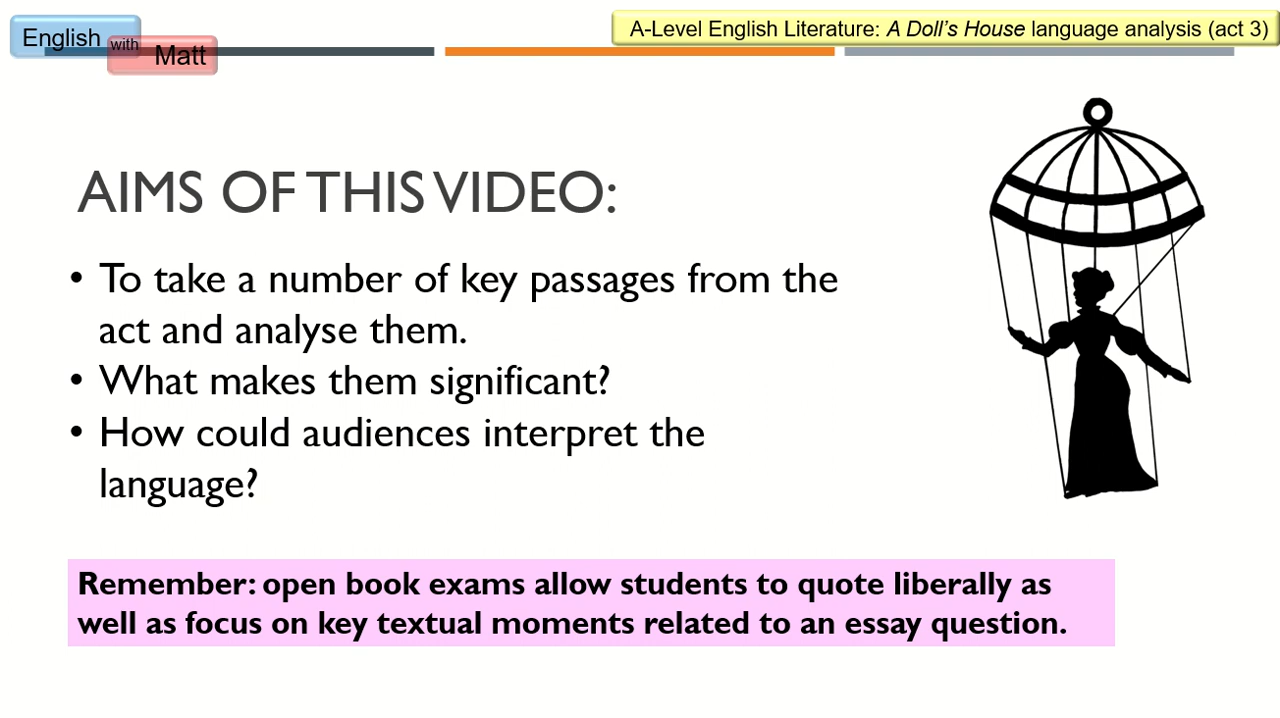 English with Matt
A-Level English Literature: A Doll's House language analysis (act 3)
AIMS OF THIS VIDEO:
• To take a number of key passages from the
act and analyse them.
• What makes them significant?
• How could audiences interpret the
language?
Remember: open book exams allow students to quote liberally as
well as focus on key textual moments related to an essay question.